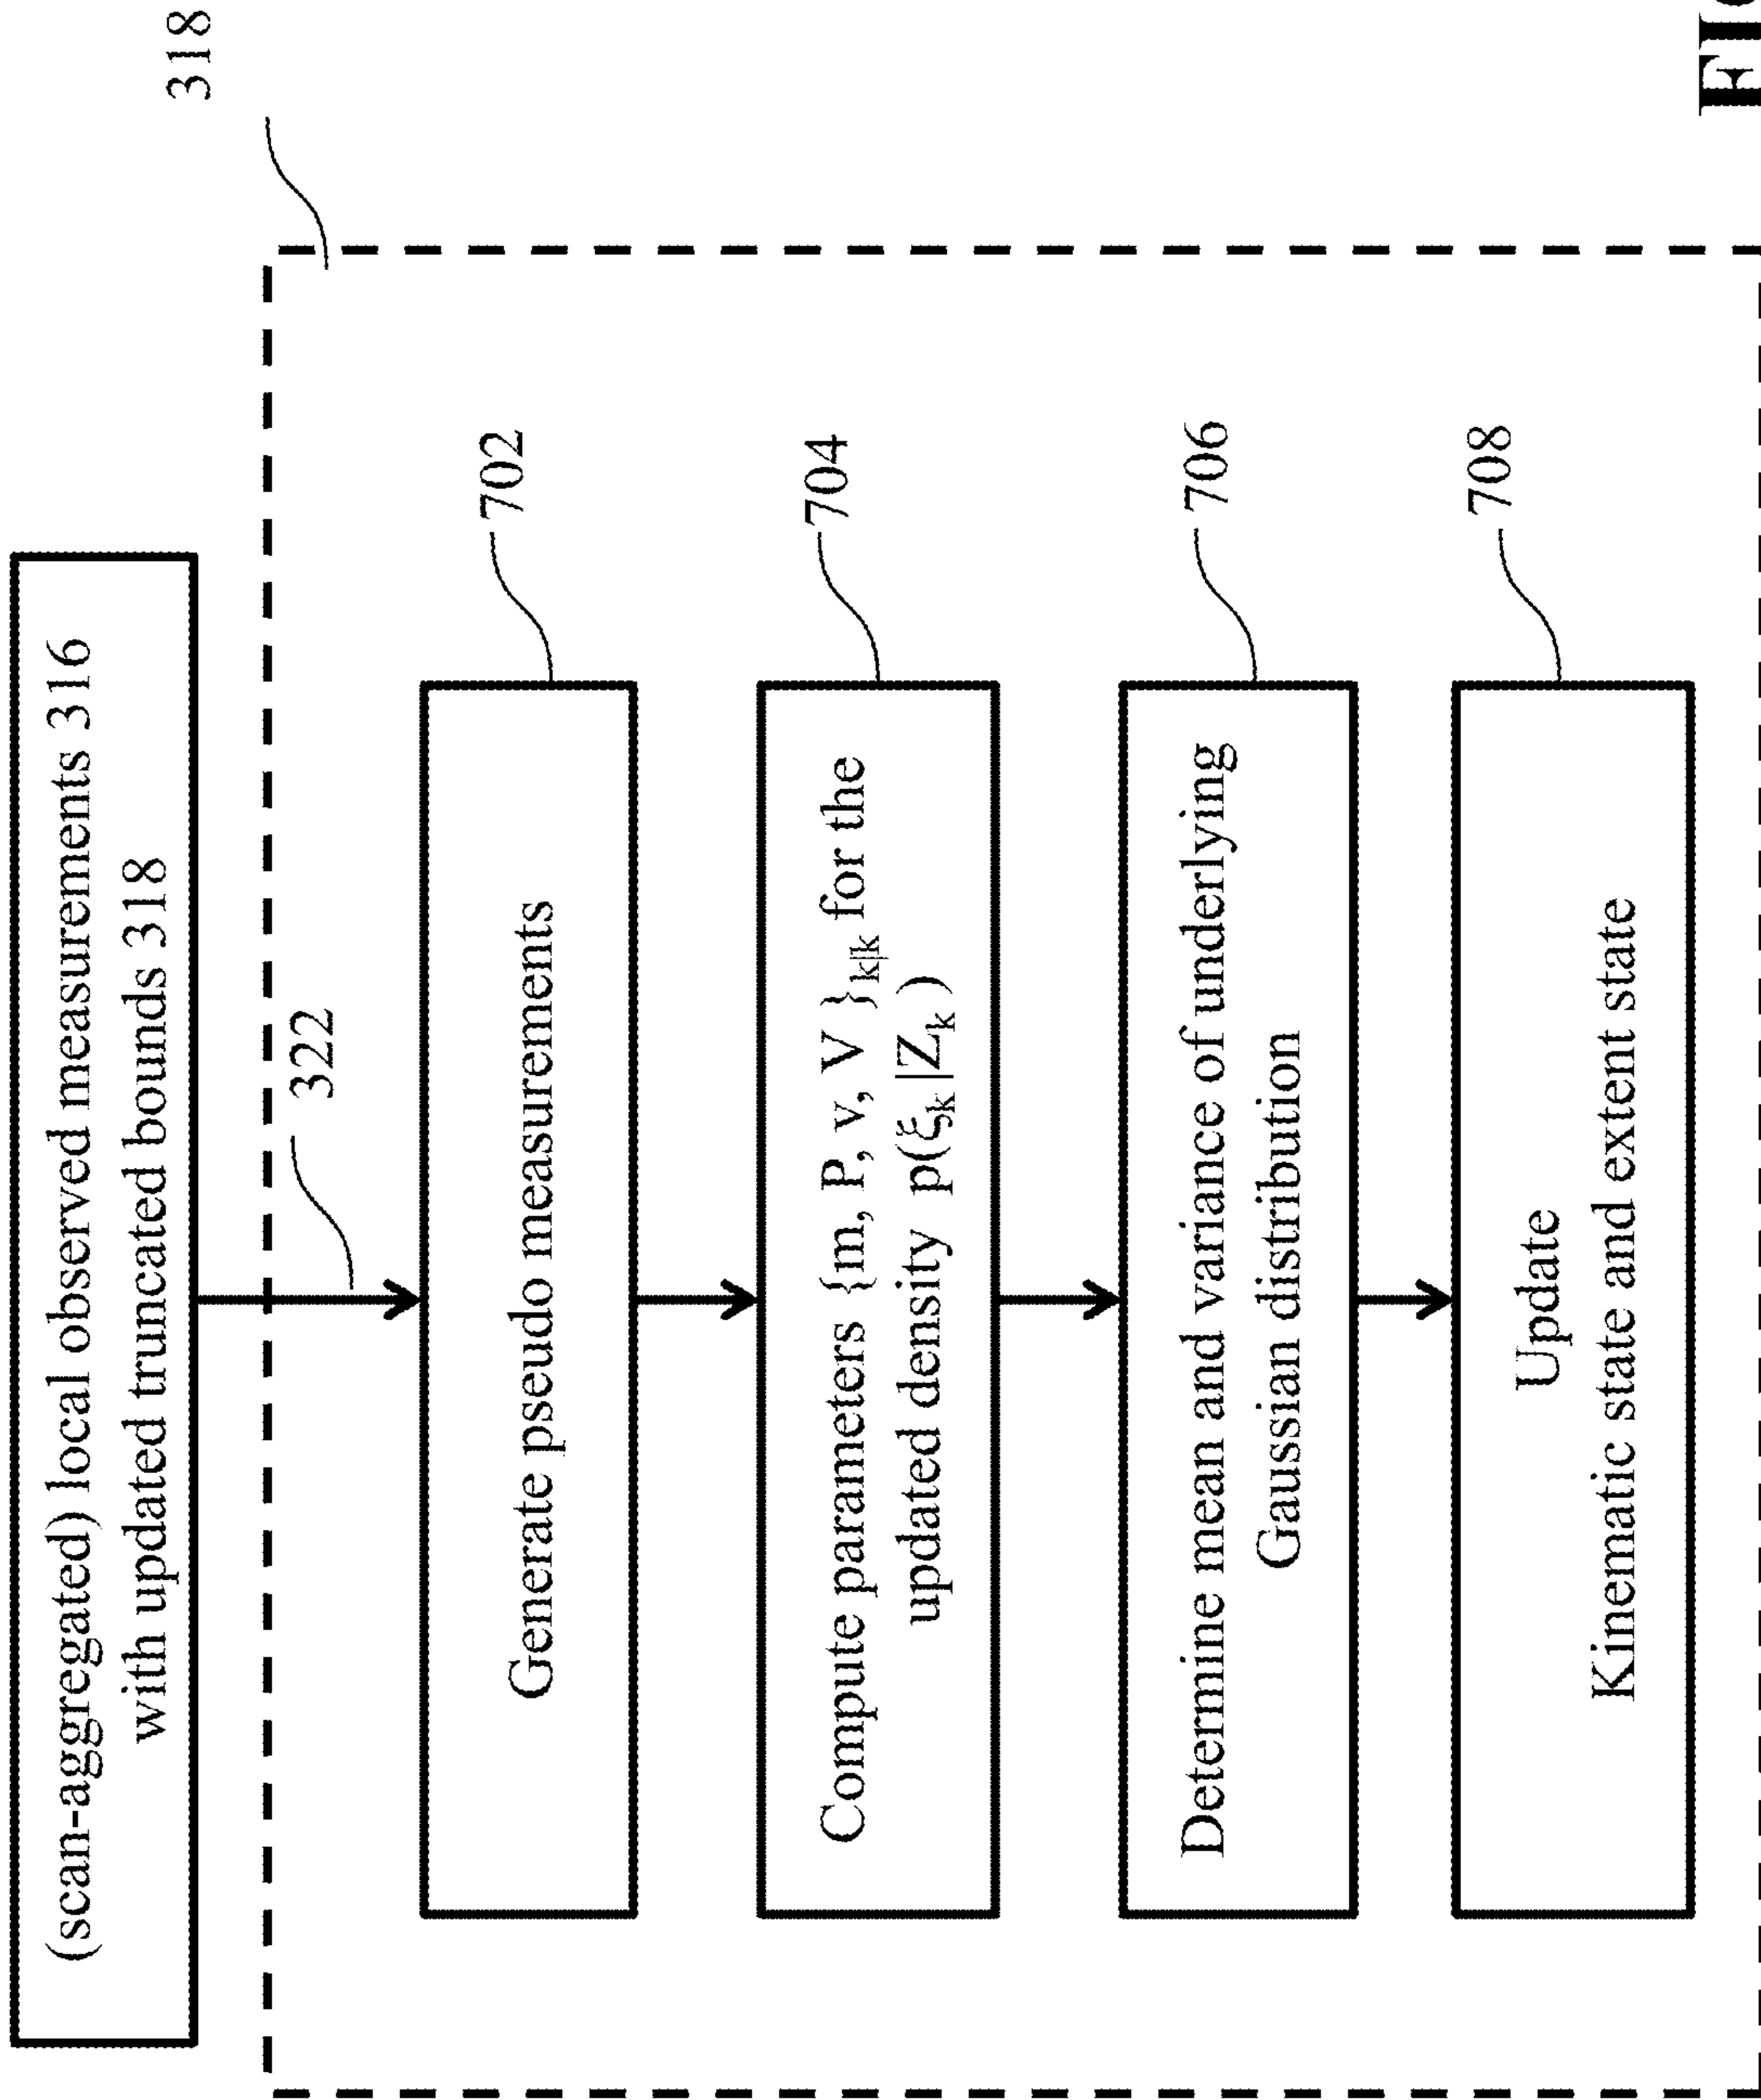 (scan-aggregated) local observed measurements 316
with updated truncated bounds 318
318
322
Generate pseudo measurements
702
Compute parameters {m, P, v, V }k|k for the
updated density p(ξk|Zk)
704
Determine mean and variance of underlying
Gaussian distribution
706
Update
Kinematic state and extent state
708